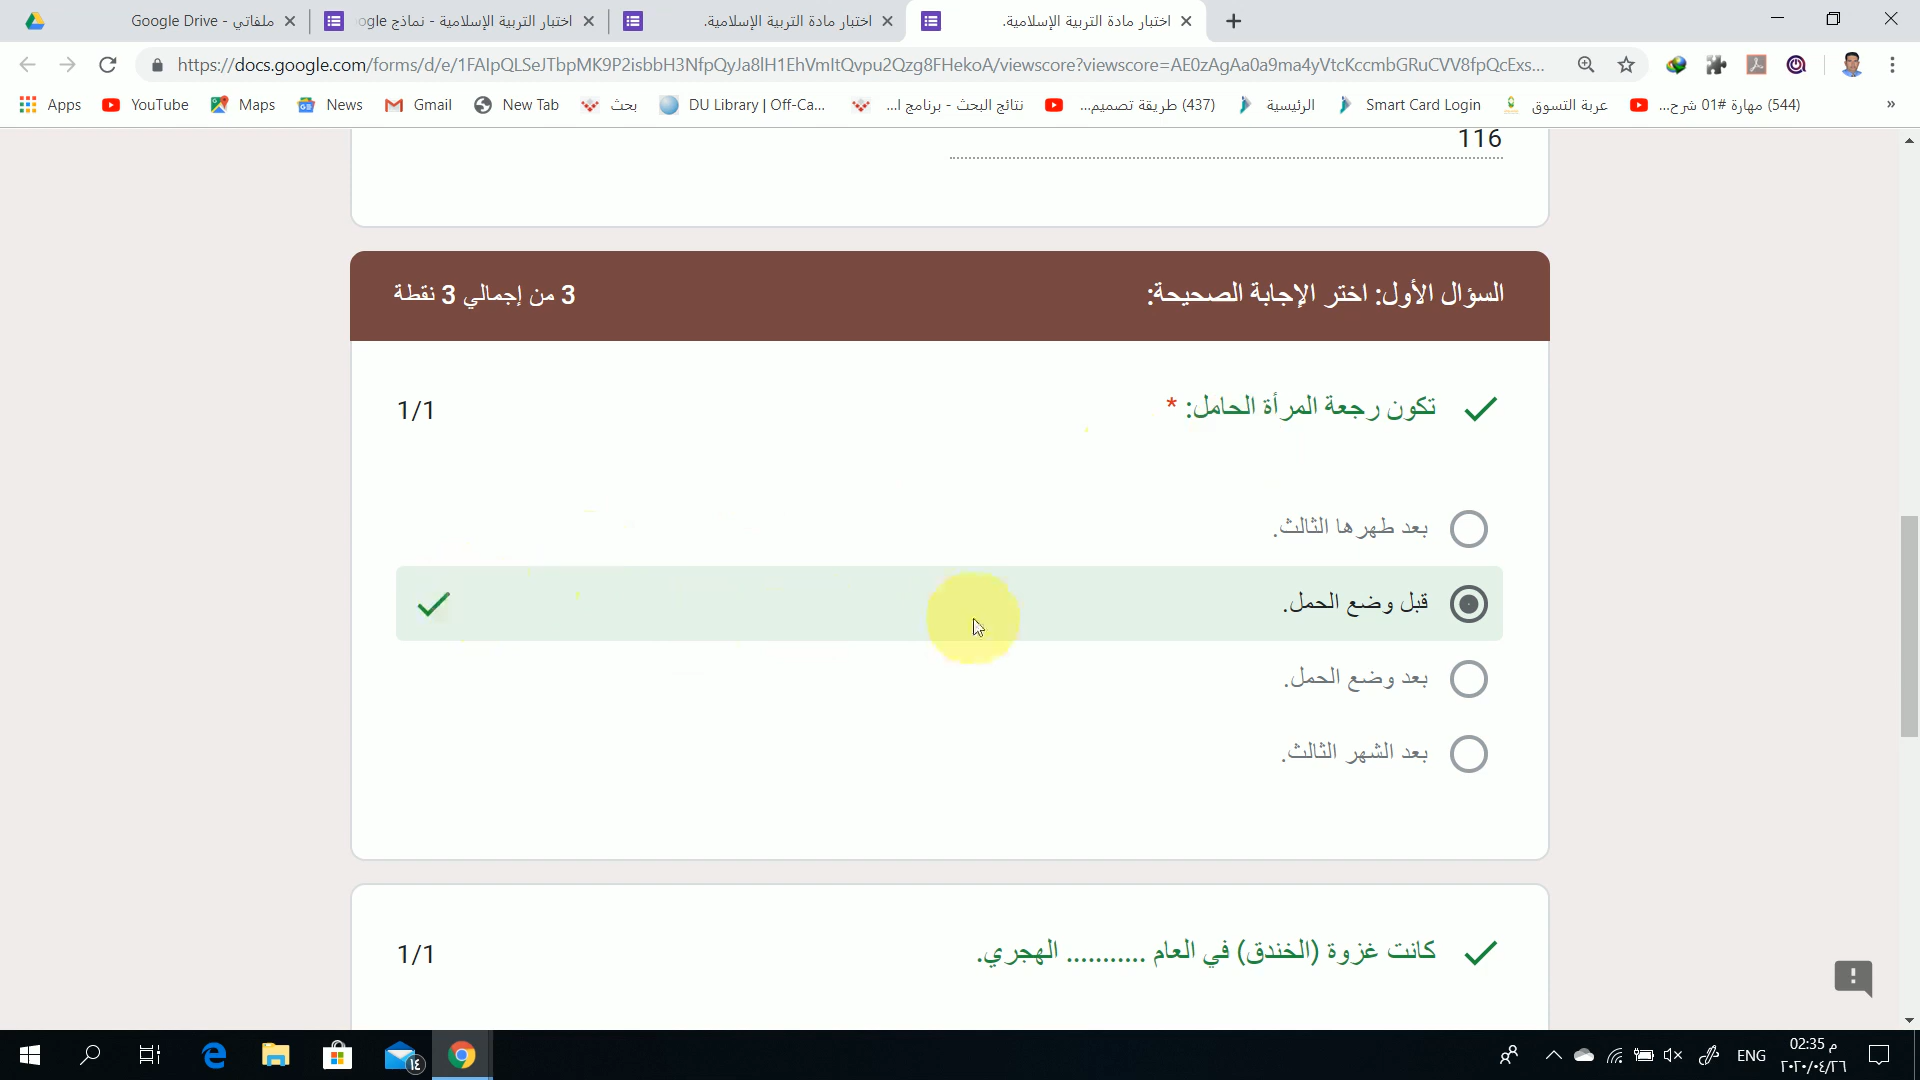 ملفاتي - Google Drive
اختبار التربية الإسلامية - نماذج ogle
اختبار مادة التربية الإسلامية.
اختبار مادة التربية الإسلامية.
https://docs.google.com/forms/d/e/1FAIpQLSeJTbpMK9P2isbbH3NfpQyJa8lH1EhVmItQvpu2Qzg8FHekoA/viewscore?viewscore=AE0zAgAa0a9ma4yVtcKccmbGRuCVV8fpQcExs...
Apps
YouTube
Maps
News
Gmail
New Tab
بحث
DU Library | Off-Ca...
نتائج البحث - برنامج ا...
(437) طريقة تصميم...
الرئيسية
Smart Card Login
عربة التسوق
(544) مهارة #01 شرح...
»
116
السؤال الأول: اختر الإجابة الصحيحة:
3 من إجمالي 3 نقطة
تكون رجعة المرأة الحامل: *
1/1
بعد طهرها الثالث.
قبل وضع الحمل.
بعد وضع الحمل.
بعد الشهر الثالث.
كانت غزوة (الخندق) في العام ........... الهجري.
1/1
١٤
ENG
02:35 م
٢٠٢٠/٠٤/٢٦